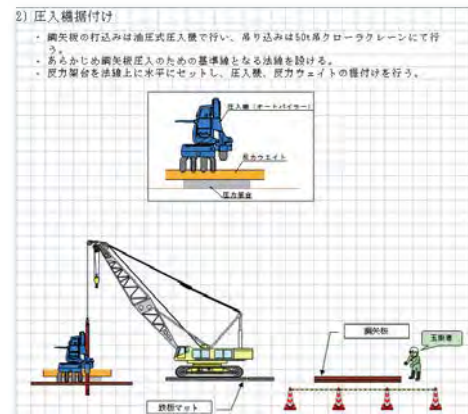 2) 圧入機据付け
・ 鋼矢板の打込みは油圧式圧入機で行い、吊り込みは50t吊クローラクレーンにて行
う。
・ あらかじめ鋼矢板圧入のための基準線となる法線を設ける。
・ 反力架台を法線上に水平にセットし、圧入機、反力ウェイトの据付けを行う。
圧入機（オートパイラー）
反力ウエイト
圧力架台
鋼矢板
玉掛者
鉄板マット